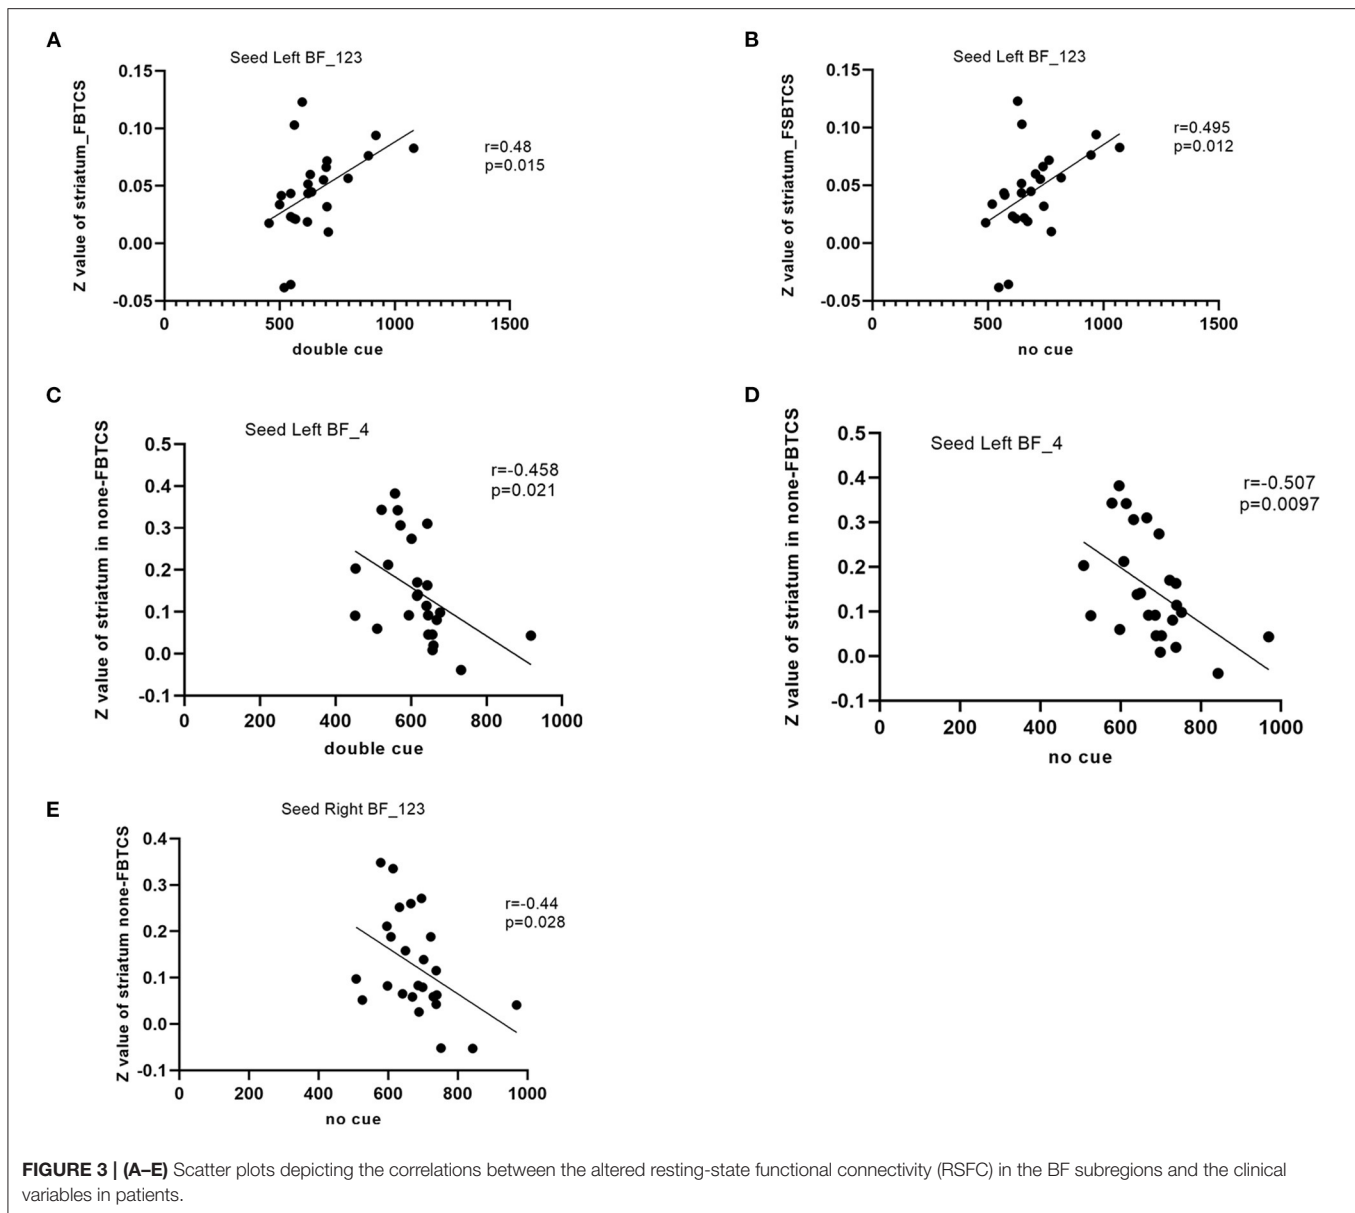 A
Seed Left BF_123
Z value of striatum_FBTCS
0.15
0.10
0.05
0.00
-0.05
r=0.48
p=0.015
0 500 1000 1500
double cue
B
Seed Left BF_123
Z value of striatum_FSBTCS
0.15
0.10
0.05
0.00
-0.05
r=0.495
p=0.012
0 500 1000 1500
no cue
C
Seed Left BF_4
Z value of striatum in none-FBTCS
0.5
0.4
0.3
0.2
0.1
0.0
-0.1
r=-0.458
p=0.021
0 200 400 600 800 1000
double cue
D
Seed Left BF_4
Z value of striatum in none-FBTCS
0.5
0.4
0.3
0.2
0.1
0.0
-0.1
r=-0.507
p=0.0097
0 200 400 600 800 1000
no cue
E
Seed Right BF_123
Z value of striatum none-FBTCS
0.4
0.3
0.2
0.1
0.0
-0.1
r=-0.44
p=0.028
0 200 400 600 800 1000
no cue
FIGURE 3 | (A–E) Scatter plots depicting the correlations between the altered resting-state functional connectivity (RSFC) in the BF subregions and the clinical
variables in patients.